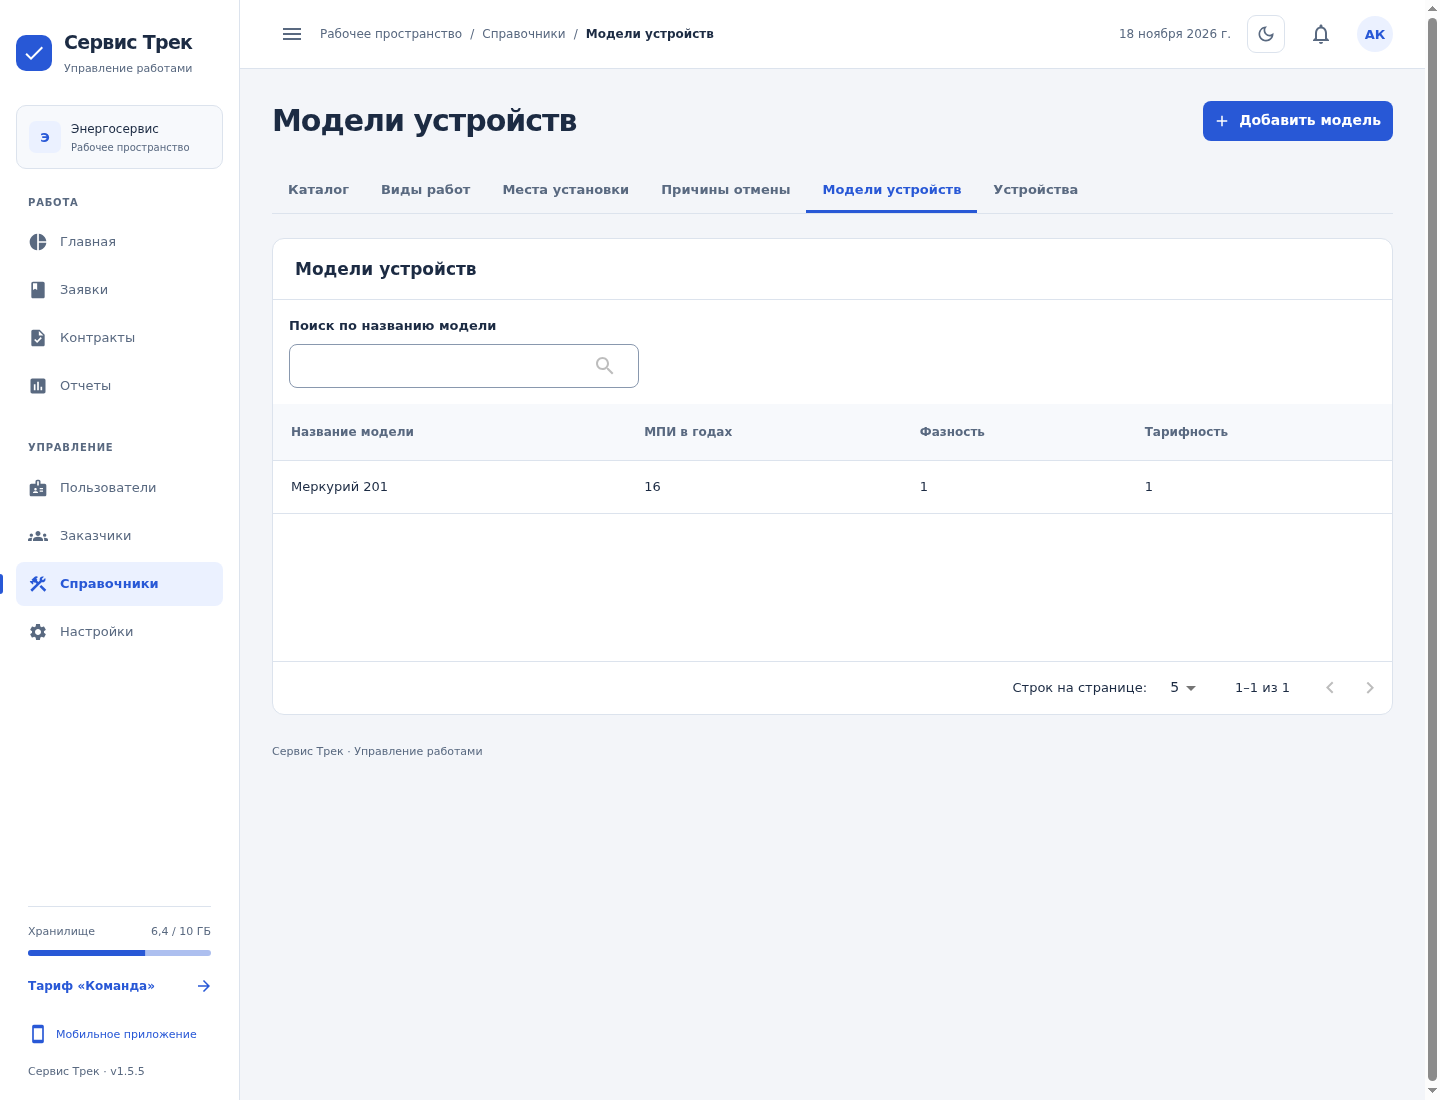 Сервис Трек
Управление работами
Э
Энергосервис
Рабочее пространство
РАБОТА
Главная
Заявки
Контракты
Отчеты
УПРАВЛЕНИЕ
Пользователи
Заказчики
Справочники
Настройки
Хранилище 6,4 / 10 ГБ
Тариф «Команда»
Мобильное приложение
Сервис Трек · v1.5.5
Рабочее пространство / Справочники / Модели устройств
18 ноября 2026 г.
АК
Модели устройств
Добавить модель
Каталог Виды работ Места установки Причины отмены Модели устройств Устройства
Модели устройств
Поиск по названию модели
Название модели МПИ в годах Фазность Тарифность
Меркурий 201 16 1 1
Строк на странице: 5 1–1 из 1
Сервис Трек · Управление работами